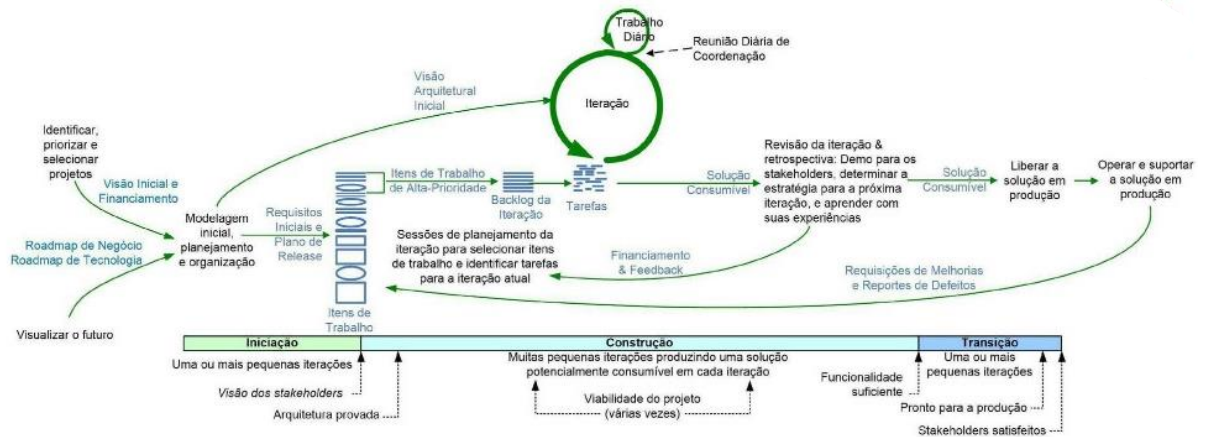 Trabalho
Diário
Reunião Diária de
Coordenação
Visão
Arquitetural
Inicial
Iteração
Identificar,
priorizar e
selecionar
projetos
Visão Inicial e
Financiamento
Modelagem
inicial,
planejamento
e organização
Roadmap de Negócio
Roadmap de Tecnologia
Visualizar o futuro
Requisitos
Iniciais e
Plano de
Release
Itens de
Trabalho
Itens de Trabalho
de Alta-Prioridade
Backlog da
Iteração
Tarefas
Sessões de planejamento da
iteração para selecionar itens
de trabalho e identificar tarefas
para a iteração atual
Solução
Consumível
Revisão da iteração &
retrospectiva: Demo para os
stakeholders, determinar a
estratégia para a próxima
iteração, e aprender com
suas experiências
Financiamento
& Feedback
Solução
Consumível
Liberar a
solução em
produção
Operar e suportar
a solução em
produção
Requisições de Melhorias
e Reportes de Defeitos
Iniciação
Construção
Transição
Uma ou mais pequenas iterações
Muitas pequenas iterações produzindo uma solução
potencialmente consumível em cada iteração
Uma ou mais
pequenas iterações
Visão dos stakeholders
Arquitetura provada
Viabilidade do projeto
(várias vezes)
Funcionalidade
suficiente
Pronto para a produção
Stakeholders satisfeitos